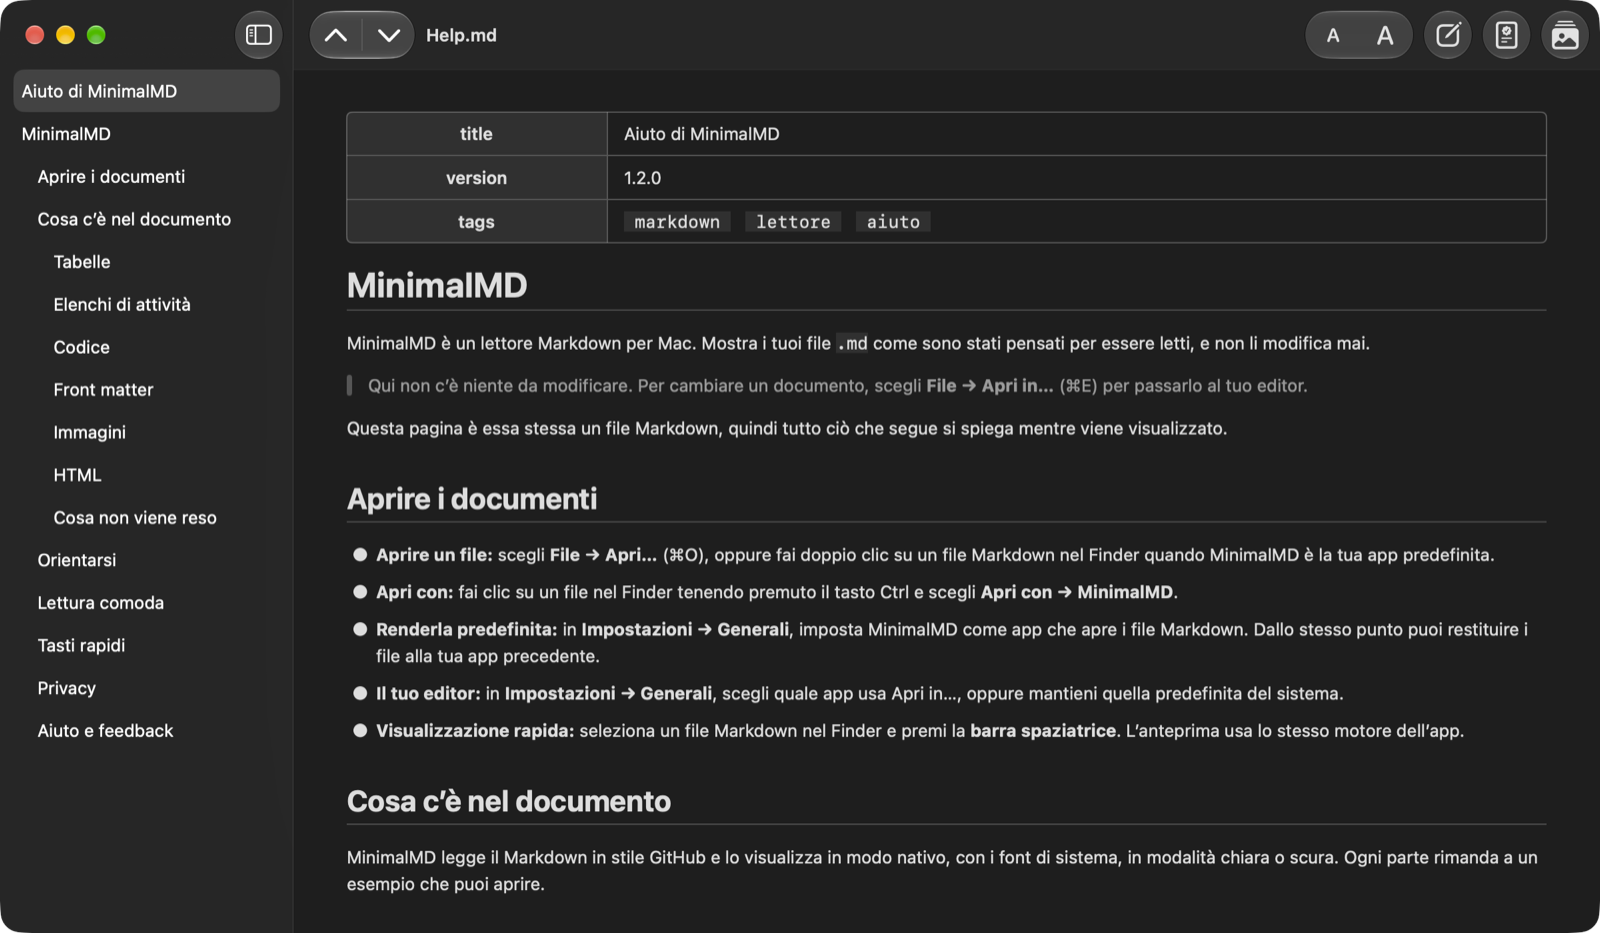 Help.md
A A
Aiuto di MinimalMD
MinimalMD
Aprire i documenti
Cosa c’è nel documento
Tabelle
Elenchi di attività
Codice
Front matter
Immagini
HTML
Cosa non viene reso
Orientarsi
Lettura comoda
Tasti rapidi
Privacy
Aiuto e feedback
title Aiuto di MinimalMD
version 1.2.0
tags markdown lettore aiuto
MinimalMD
MinimalMD è un lettore Markdown per Mac. Mostra i tuoi file .md come sono stati pensati per essere letti, e non li modifica mai.
Qui non c’è niente da modificare. Per cambiare un documento, scegli File → Apri in… (⌘E) per passarlo al tuo editor.
Questa pagina è essa stessa un file Markdown, quindi tutto ciò che segue si spiega mentre viene visualizzato.
Aprire i documenti
● Aprire un file: scegli File → Apri… (⌘O), oppure fai doppio clic su un file Markdown nel Finder quando MinimalMD è la tua app predefinita.
● Apri con: fai clic su un file nel Finder tenendo premuto il tasto Ctrl e scegli Apri con → MinimalMD.
● Renderla predefinita: in Impostazioni → Generali, imposta MinimalMD come app che apre i file Markdown. Dallo stesso punto puoi restituire i
file alla tua app precedente.
● Il tuo editor: in Impostazioni → Generali, scegli quale app usa Apri in…, oppure mantieni quella predefinita del sistema.
● Visualizzazione rapida: seleziona un file Markdown nel Finder e premi la barra spaziatrice. L’anteprima usa lo stesso motore dell’app.
Cosa c’è nel documento
MinimalMD legge il Markdown in stile GitHub e lo visualizza in modo nativo, con i font di sistema, in modalità chiara o scura. Ogni parte rimanda a un
esempio che puoi aprire.